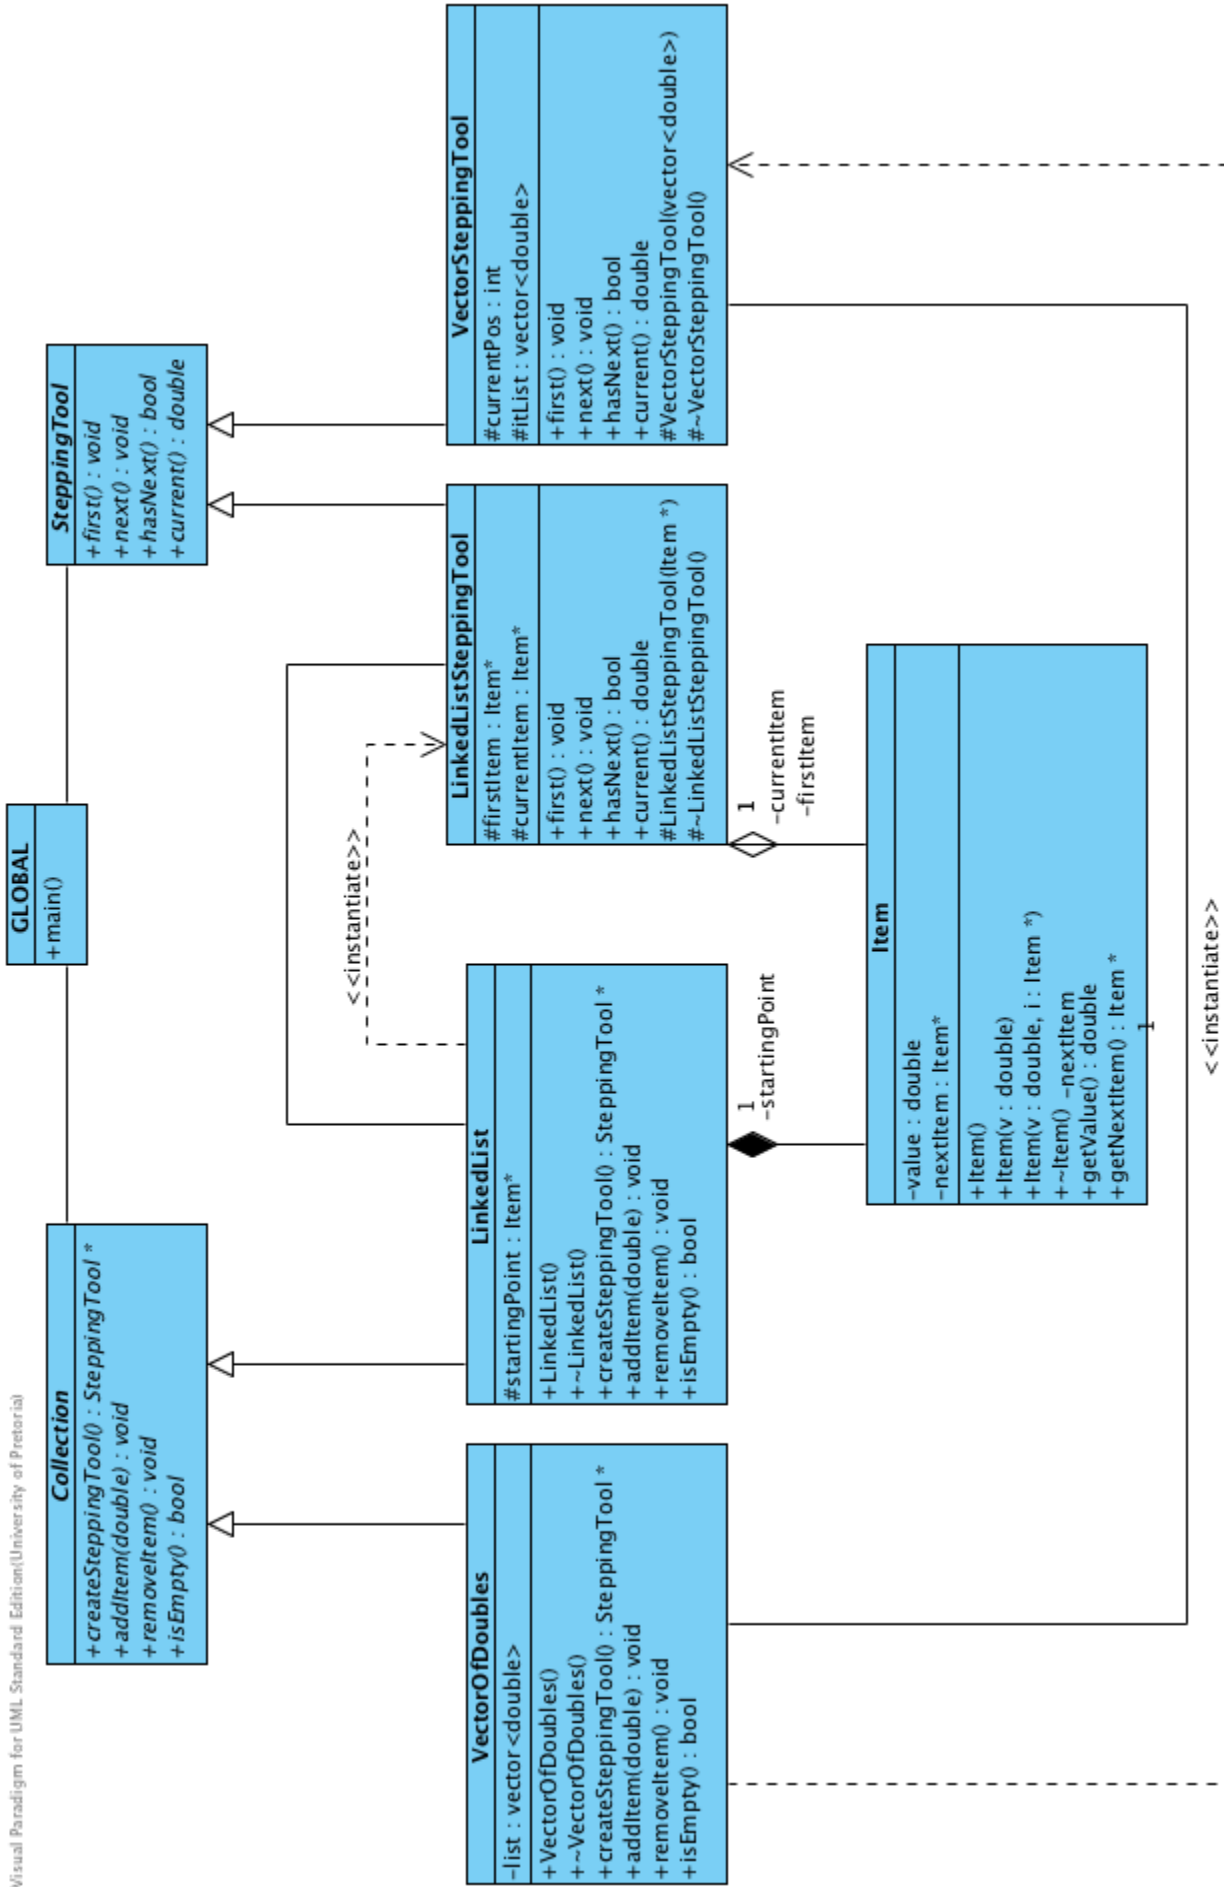 Visual Paradigm for UML Standard Edition(University of Pretoria)
GLOBAL
+main()
Collection
+createSteppingTool() : SteppingTool *
+addItem(double) : void
+removeItem() : void
+isEmpty() : bool
SteppingTool
+first() : void
+next() : void
+hasNext() : bool
+current() : double
<<instantiate>>
VectorOfDoubles
-list : vector<double>
+VectorOfDoubles()
+~VectorOfDoubles()
+createSteppingTool() : SteppingTool *
+addItem(double) : void
+removeItem() : void
+isEmpty() : bool
LinkedList
#startingPoint : Item*
+LinkedList()
+~LinkedList()
+createSteppingTool() : SteppingTool *
+addItem(double) : void
+removeItem() : void
+isEmpty() : bool
LinkedListSteppingTool
#firstItem : Item*
#currentItem : Item*
+first() : void
+next() : void
+hasNext() : bool
+current() : double
#LinkedListSteppingTool(Item *)
#~LinkedListSteppingTool()
VectorSteppingTool
#currentPos : int
#itList : vector<double>
+first() : void
+next() : void
+hasNext() : bool
+current() : double
#VectorSteppingTool(vector<double>)
#~VectorSteppingTool()
1
-startingPoint
1
-currentItem
-firstItem
Item
-value : double
-nextItem : Item*
+Item()
+Item(v : double)
+Item(v : double, i : Item *)
+~Item()
-nextItem
+getValue() : double
+getNextItem() : Item *
1
<<instantiate>>